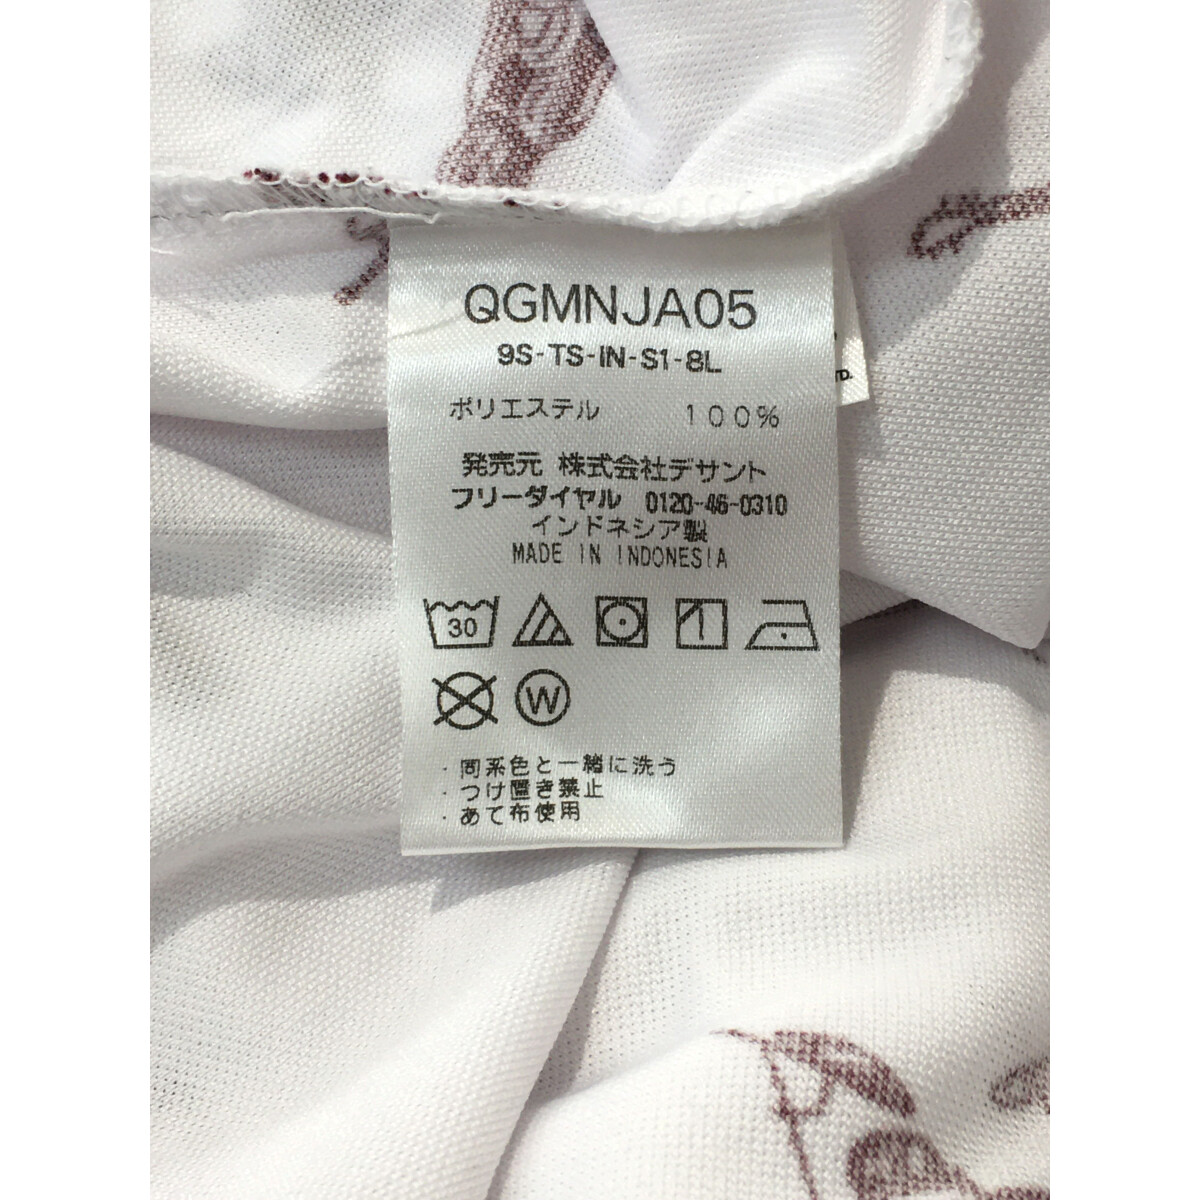 QGMNJA05
9S-TS-IN-S1-8L
ポリエステル 100%
発売元 株式会社デサント
フリーダイヤル 0120-46-0310
インドネシア製
MADE IN INDONESIA
30
W
・同系色と一緒に洗う
・つけ置き禁止
・あて布使用
TD.